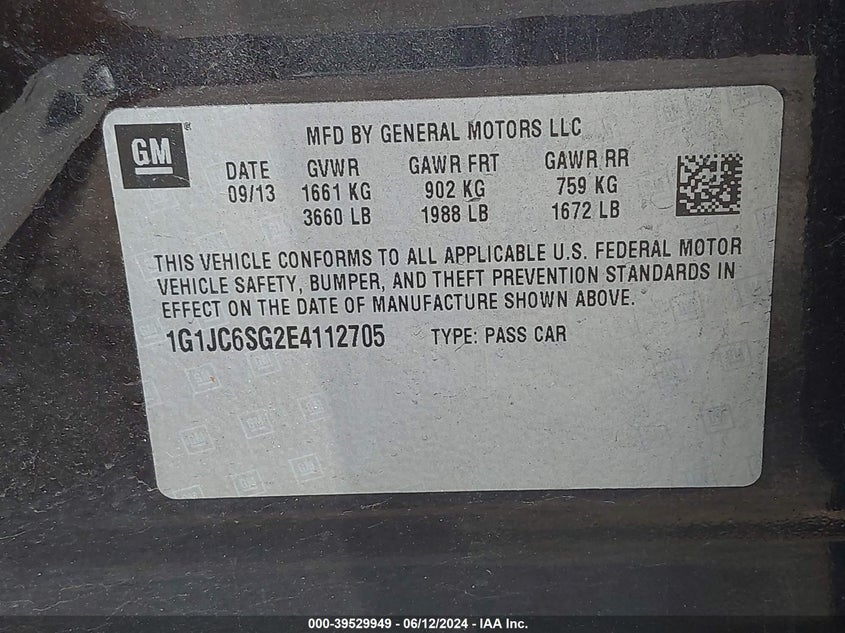 GM
MFD BY GENERAL MOTORS LLC
DATE GVWR GAWR FRT GAWR RR
09/13 1661 KG 902 KG 759 KG
3660 LB 1988 LB 1672 LB
THIS VEHICLE CONFORMS TO ALL APPLICABLE U.S. FEDERAL MOTOR
VEHICLE SAFETY, BUMPER, AND THEFT PREVENTION STANDARDS IN
EFFECT ON THE DATE OF MANUFACTURE SHOWN ABOVE.
1G1JC6SG2E4112705 TYPE: PASS CAR
000-39529949 - 06/12/2024 - IAA Inc.